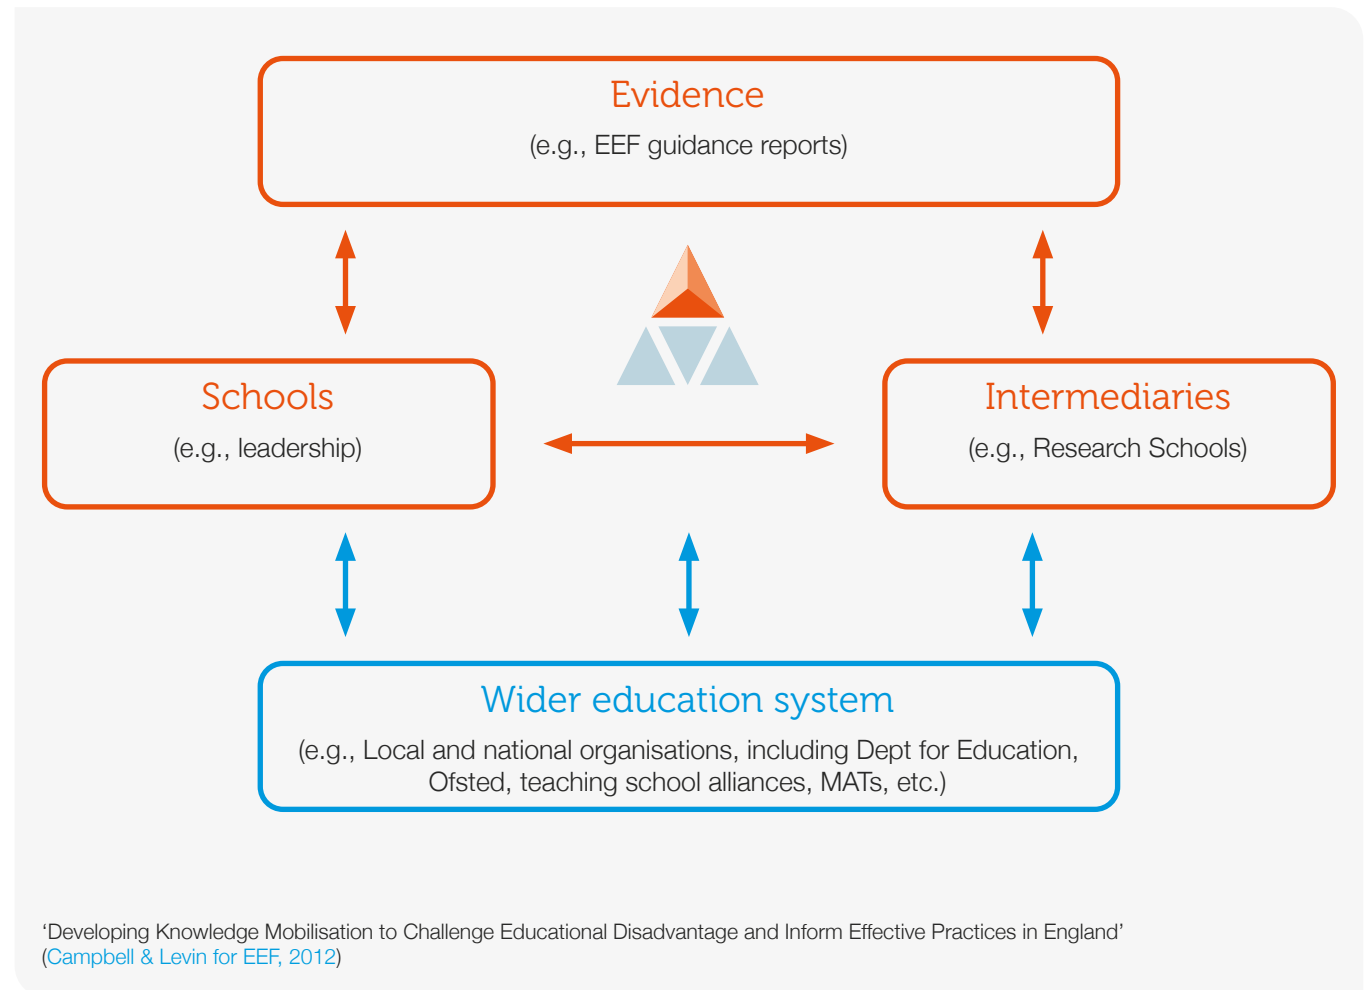 Evidence
(e.g., EEF guidance reports)
Schools
(e.g., leadership)
Intermediaries
(e.g., Research Schools)
Wider education system
(e.g., Local and national organisations, including Dept for Education,
Ofsted, teaching school alliances, MATs, etc.)
‘Developing Knowledge Mobilisation to Challenge Educational Disadvantage and Inform Effective Practices in England’
(Campbell & Levin for EEF, 2012)